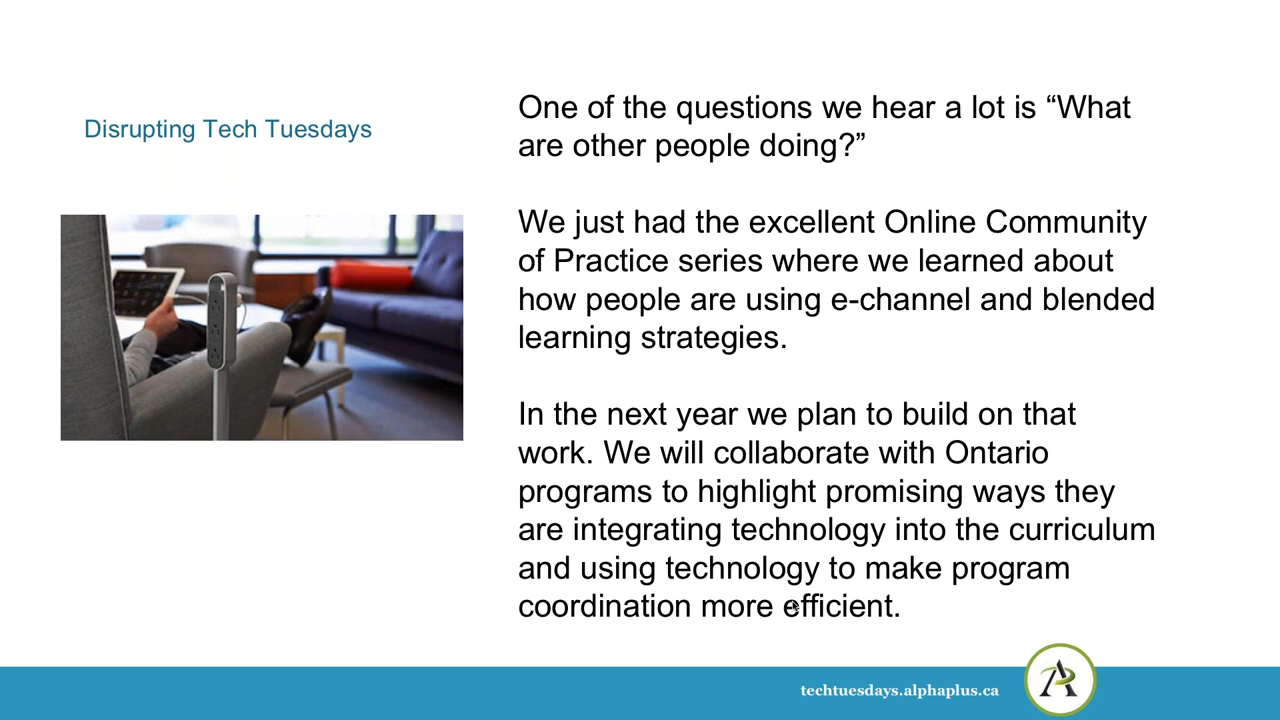 Disrupting Tech Tuesdays
One of the questions we hear a lot is “What
are other people doing?”
We just had the excellent Online Community
of Practice series where we learned about
how people are using e-channel and blended
learning strategies.
In the next year we plan to build on that
work. We will collaborate with Ontario
programs to highlight promising ways they
are integrating technology into the curriculum
and using technology to make program
coordination more efficient.
techtuesdays.alphaplus.ca